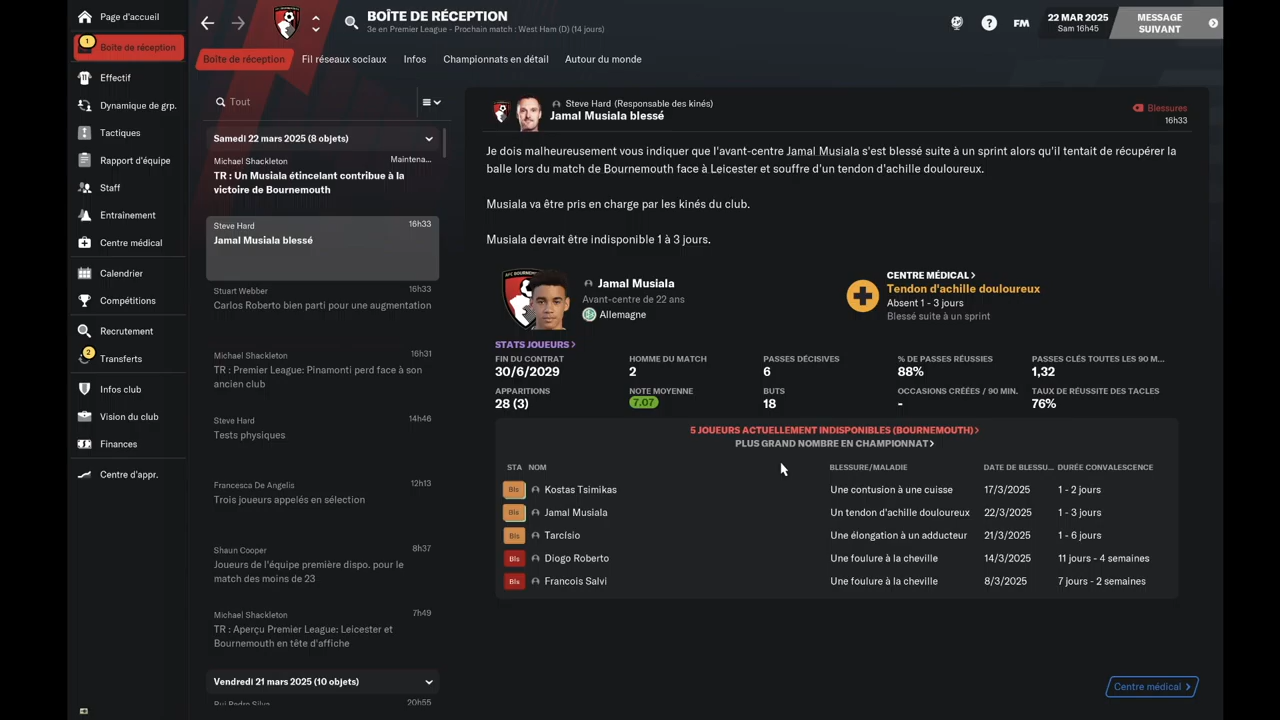 Page d'accueil
1
Boîte de réception
Effectif
Dynamique de grp.
Tactiques
Rapport d'équipe
Staff
Entraînement
Centre médical
Calendrier
Compétitions
Recrutement
2
Transferts
Infos club
Vision du club
Finances
Centre d'appr.
BOÎTE DE RÉCEPTION
3e en Premier League - Prochain match : West Ham (D) (14 jours)
?
FM
22 MAR 2025
Sam 16h45
MESSAGE
SUIVANT
Boîte de réception
Fil réseaux sociaux
Infos
Championnats en détail
Autour du monde
Tout
Samedi 22 mars 2025 (8 objets)
Michael Shackleton
Maintena...
TR : Un Musiala étincelant contribue à la
victoire de Bournemouth
Steve Hard
16h33
Jamal Musiala blessé
Stuart Webber
16h33
Carlos Roberto bien parti pour une augmentation
Michael Shackleton
16h31
TR : Premier League: Pinamonti perd face à son
ancien club
Steve Hard
14h46
Tests physiques
Francesca De Angelis
12h13
Trois joueurs appelés en sélection
Shaun Cooper
8h37
Joueurs de l'équipe première dispo. pour le
match des moins de 23
Michael Shackleton
7h49
TR : Aperçu Premier League: Leicester et
Bournemouth en tête d'affiche
Vendredi 21 mars 2025 (10 objets)
Rui Pedro Silva
20h55
Steve Hard (Responsable des kinés)
Jamal Musiala blessé
Blessures
16h33
Je dois malheureusement vous indiquer que l'avant-centre Jamal Musiala s'est blessé suite à un sprint alors qu'il tentait de récupérer la
balle lors du match de Bournemouth face à Leicester et souffre d'un tendon d'achille douloureux.
Musiala va être pris en charge par les kinés du club.
Musiala devrait être indisponible 1 à 3 jours.
Jamal Musiala
Avant-centre de 22 ans
Allemagne
CENTRE MÉDICAL >
Tendon d'achille douloureux
Absent 1 - 3 jours
Blessé suite à un sprint
STATS JOUEURS >
FIN DU CONTRAT
30/6/2029
HOMME DU MATCH
2
PASSES DÉCISIVES
6
% DE PASSES RÉUSSIES
88%
PASSES CLÉS TOUTES LES 90 M...
1,32
APPARITIONS
28 (3)
NOTE MOYENNE
7.07
BUTS
18
OCCASIONS CRÉÉES / 90 MIN.
-
TAUX DE RÉUSSITE DES TACLES
76%
5 JOUEURS ACTUELLEMENT INDISPONIBLES (BOURNEMOUTH) >
PLUS GRAND NOMBRE EN CHAMPIONNAT >
STA NOM BLESSURE/MALADIE DATE DE BLESSU... DURÉE CONVALESCENCE
Bls Kostas Tsimikas Une contusion à une cuisse 17/3/2025 1 - 2 jours
Bls Jamal Musiala Un tendon d'achille douloureux 22/3/2025 1 - 3 jours
Bls Tarcísio Une élongation à un adducteur 21/3/2025 1 - 6 jours
Bls Diogo Roberto Une foulure à la cheville 14/3/2025 11 jours - 4 semaines
Bls Francois Salvi Une foulure à la cheville 8/3/2025 7 jours - 2 semaines
Centre médical >